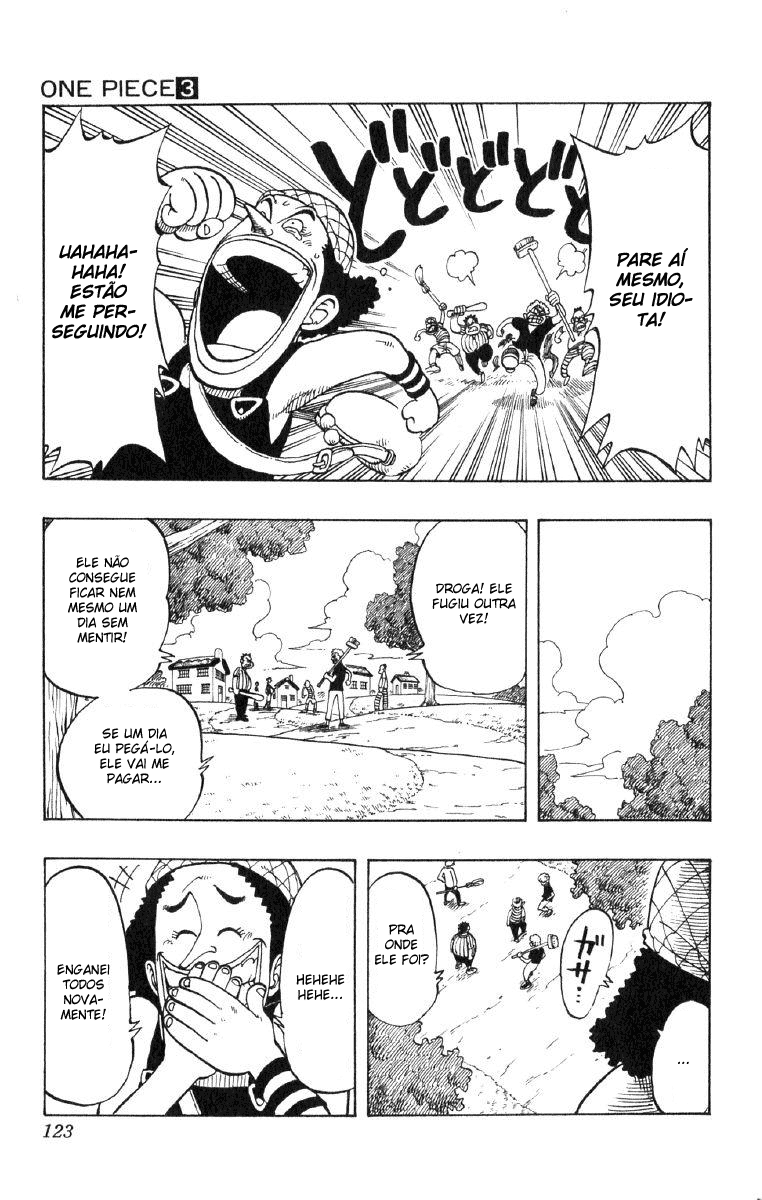 ONE PIECE 3
PARE AÍ
MESMO,
SEU IDIO-
TA!
どどどどど
UAHAHA-
HAHA!
ESTÃO
ME PER-
SEGUINDO!
DROGA! ELE
FUGIU OUTRA
VEZ!
ELE NÃO
CONSEGUE
FICAR NEM
MESMO UM
DIA SEM
MENTIR!
SE UM DIA
EU PEGÁ-LO,
ELE VAI ME
PAGAR...
...
ガサ...
PRA
ONDE
ELE FOI?
HEHEHE
HEHE...
ENGANEI
TODOS
NOVA-
MENTE!
123